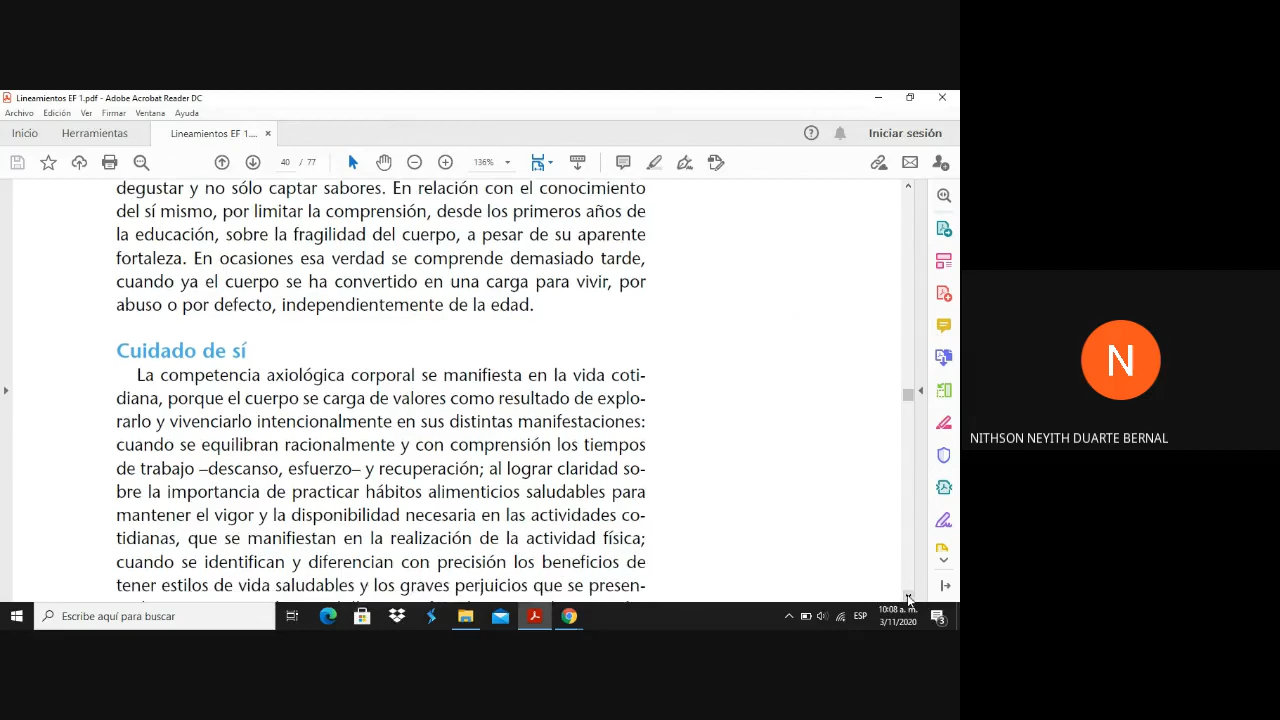 Lineamientos EF 1.pdf - Adobe Acrobat Reader DC
Archivo Edición Ver Firmar Ventana Ayuda
Inicio Herramientas Lineamientos EF 1.... × Iniciar sesión
40 / 77 136%
degustar y no sólo captar sabores. En relación con el conocimiento
del sí mismo, por limitar la comprensión, desde los primeros años de
la educación, sobre la fragilidad del cuerpo, a pesar de su aparente
fortaleza. En ocasiones esa verdad se comprende demasiado tarde,
cuando ya el cuerpo se ha convertido en una carga para vivir, por
abuso o por defecto, independientemente de la edad.
Cuidado de sí
La competencia axiológica corporal se manifiesta en la vida coti-
diana, porque el cuerpo se carga de valores como resultado de explo-
rarlo y vivenciarlo intencionalmente en sus distintas manifestaciones:
cuando se equilibran racionalmente y con comprensión los tiempos
de trabajo –descanso, esfuerzo– y recuperación; al lograr claridad so-
bre la importancia de practicar hábitos alimenticios saludables para
mantener el vigor y la disponibilidad necesaria en las actividades co-
tidianas, que se manifiestan en la realización de la actividad física;
cuando se identifican y diferencian con precisión los beneficios de
tener estilos de vida saludables y los graves perjuicios que se presen-
N
NITHSON NEYITH DUARTE BERNAL
Escribe aquí para buscar
ESP
10:08 a. m.
3/11/2020
3